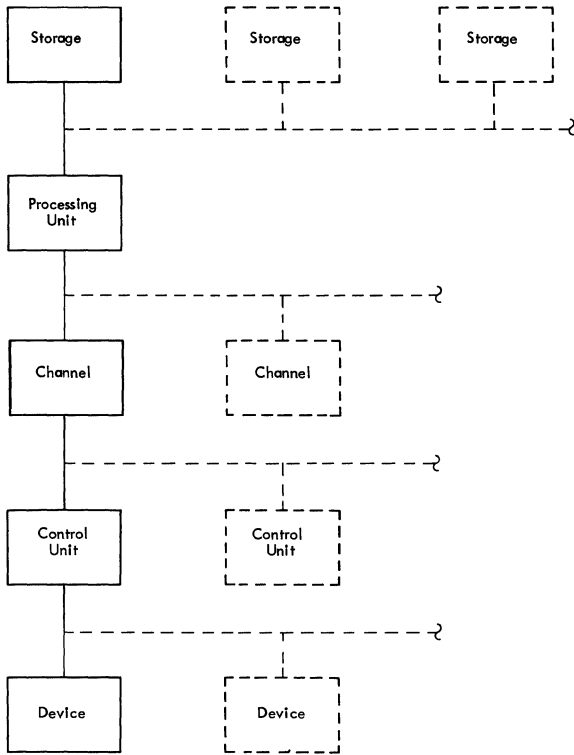 Storage
Storage
Storage
Processing
Unit
Channel
Channel
Control
Unit
Control
Unit
Device
Device